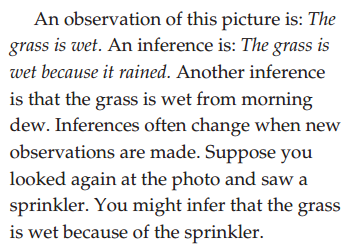 An observation of this picture is: The
grass is wet. An inference is: The grass is
wet because it rained. Another inference
is that the grass is wet from morning
dew. Inferences often change when new
observations are made. Suppose you
looked again at the photo and saw a
sprinkler. You might infer that the grass
is wet because of the sprinkler.